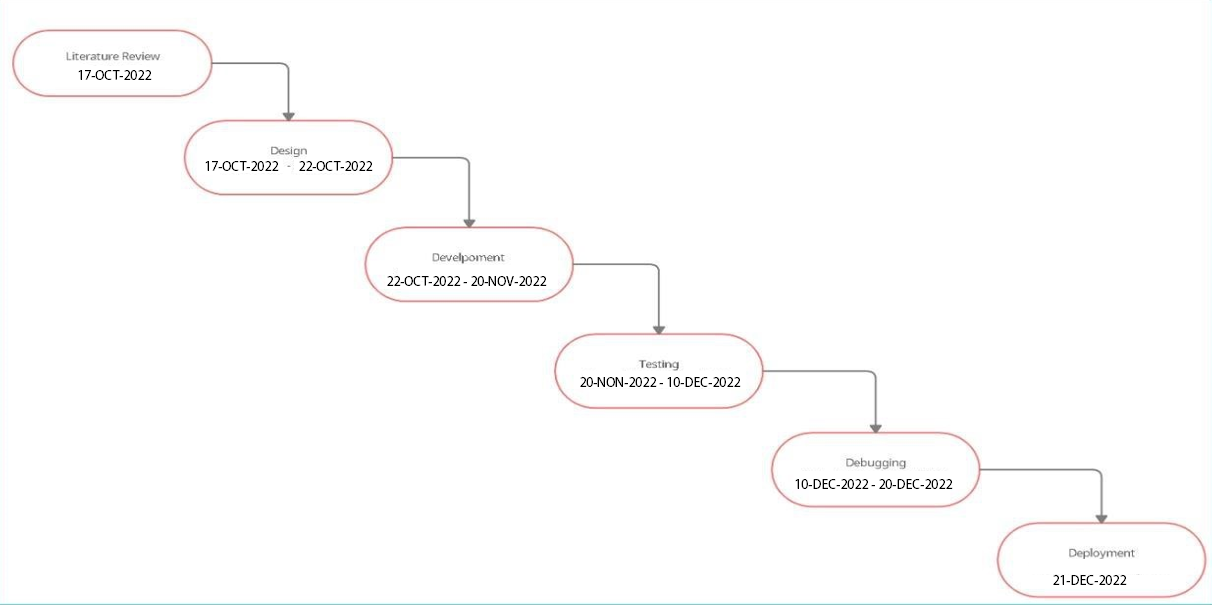 Literature Review
17-OCT-2022
Design
17-OCT-2022 - 22-OCT-2022
Develpoment
22-OCT-2022 - 20-NOV-2022
Testing
20-NON-2022 - 10-DEC-2022
Debugging
10-DEC-2022 - 20-DEC-2022
Deployment
21-DEC-2022